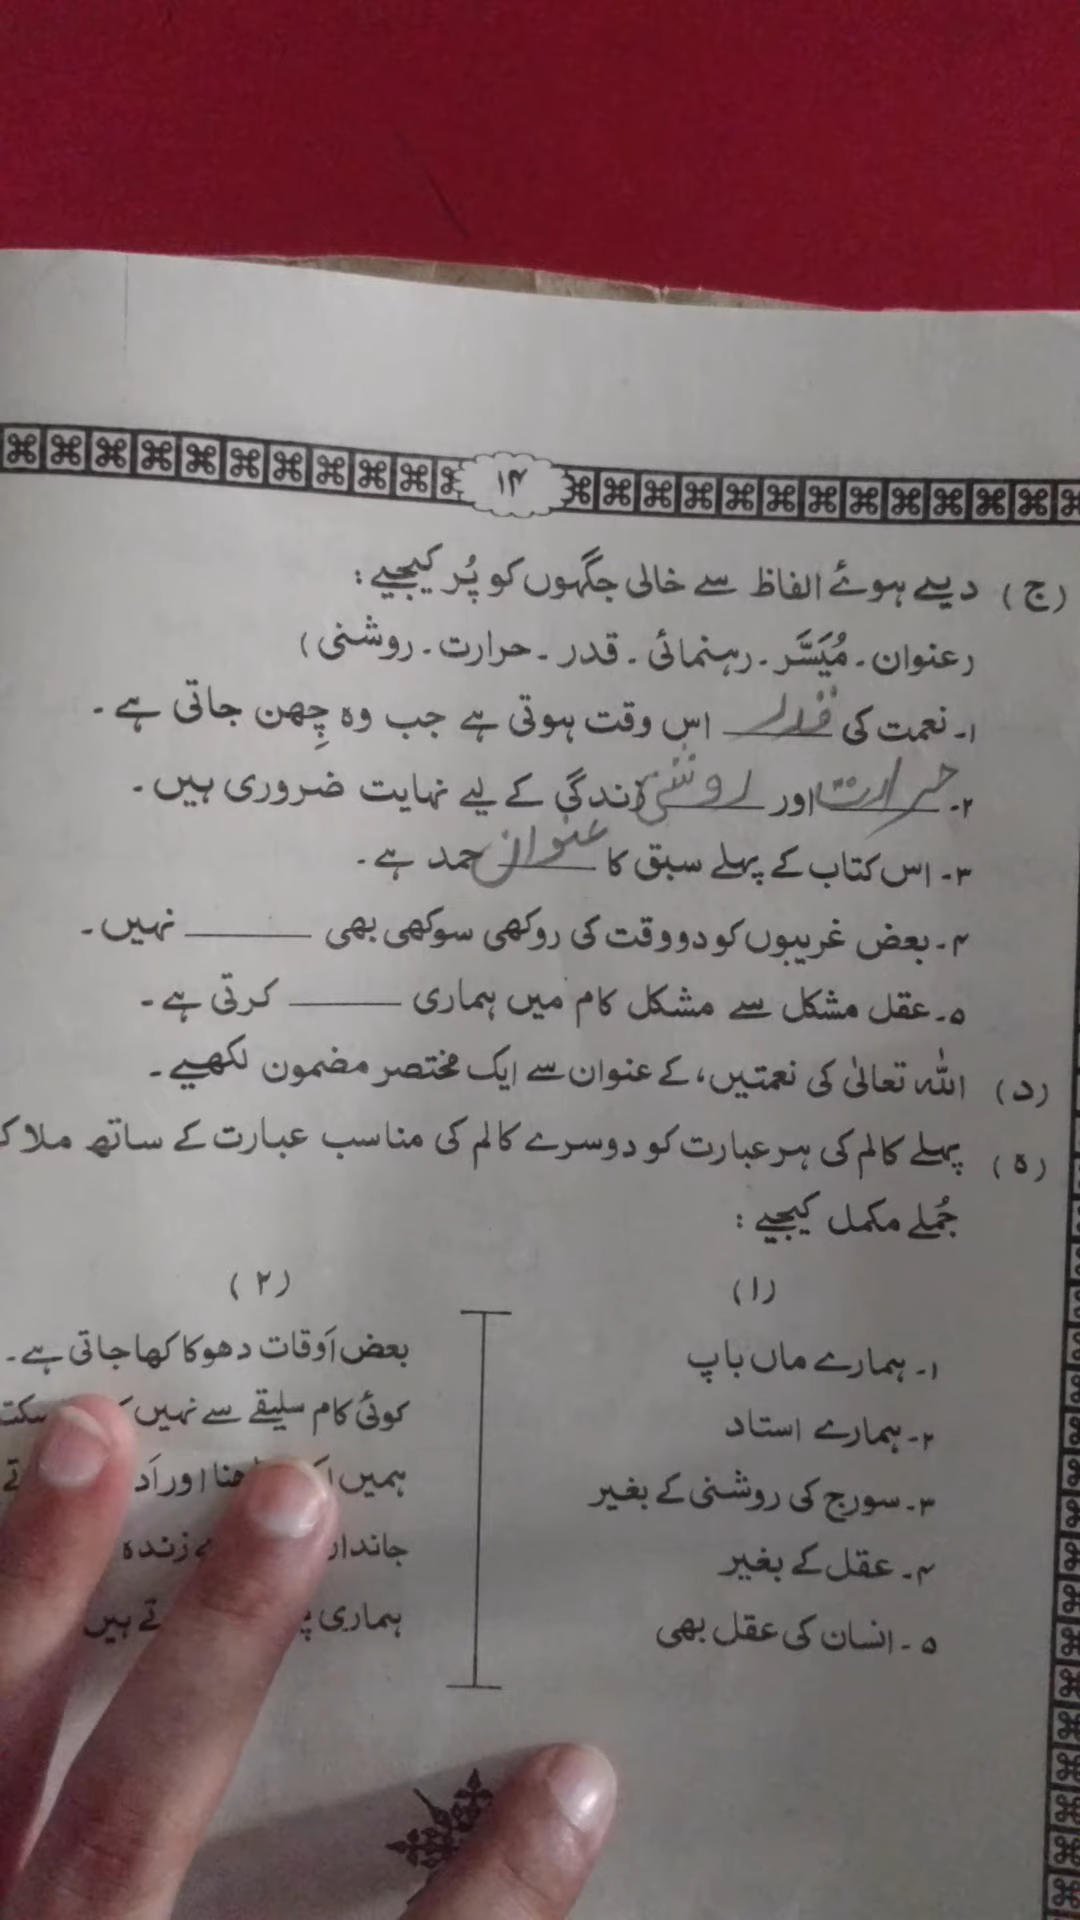 ۱۴
(ج) دیے ہوئے الفاظ سے خالی جگہوں کو پُر کیجیے :
(عنوان ۔ مُیَسَّر ۔ رہنمائی ۔ قدر ۔ حرارت ۔ روشنی)
۱۔ نعمت کی قدر اس وقت ہوتی ہے جب وہ چِھن جاتی ہے ۔
۲۔ حرارت اور روشنی زندگی کے لیے نہایت ضروری ہیں ۔
۳۔ اس کتاب کے پہلے سبق کا عنوان حمد ہے ۔
۴۔ بعض غریبوں کو دو وقت کی روکھی سوکھی بھی ______ نہیں ۔
۵۔ عقل مشکل سے مشکل کام میں ہماری ______ کرتی ہے ۔
(د) اللہ تعالیٰ کی نعمتیں، کے عنوان سے ایک مختصر مضمون لکھیے ۔
(ہ) پہلے کالم کی ہر عبارت کو دوسرے کالم کی مناسب عبارت کے ساتھ ملا کر
جُملے مکمل کیجیے :
(۱) (۲)
۱۔ ہمارے ماں باپ بعض اَوقات دھوکا کھا جاتی ہے ۔
۲۔ ہمارے استاد کوئی کام سلیقے سے نہیں
۳۔ سورج کی روشنی کے بغیر ہمیں اور
۴۔ عقل کے بغیر جاندار زندہ
۵۔ انسان کی عقل بھی ہماری ہیں